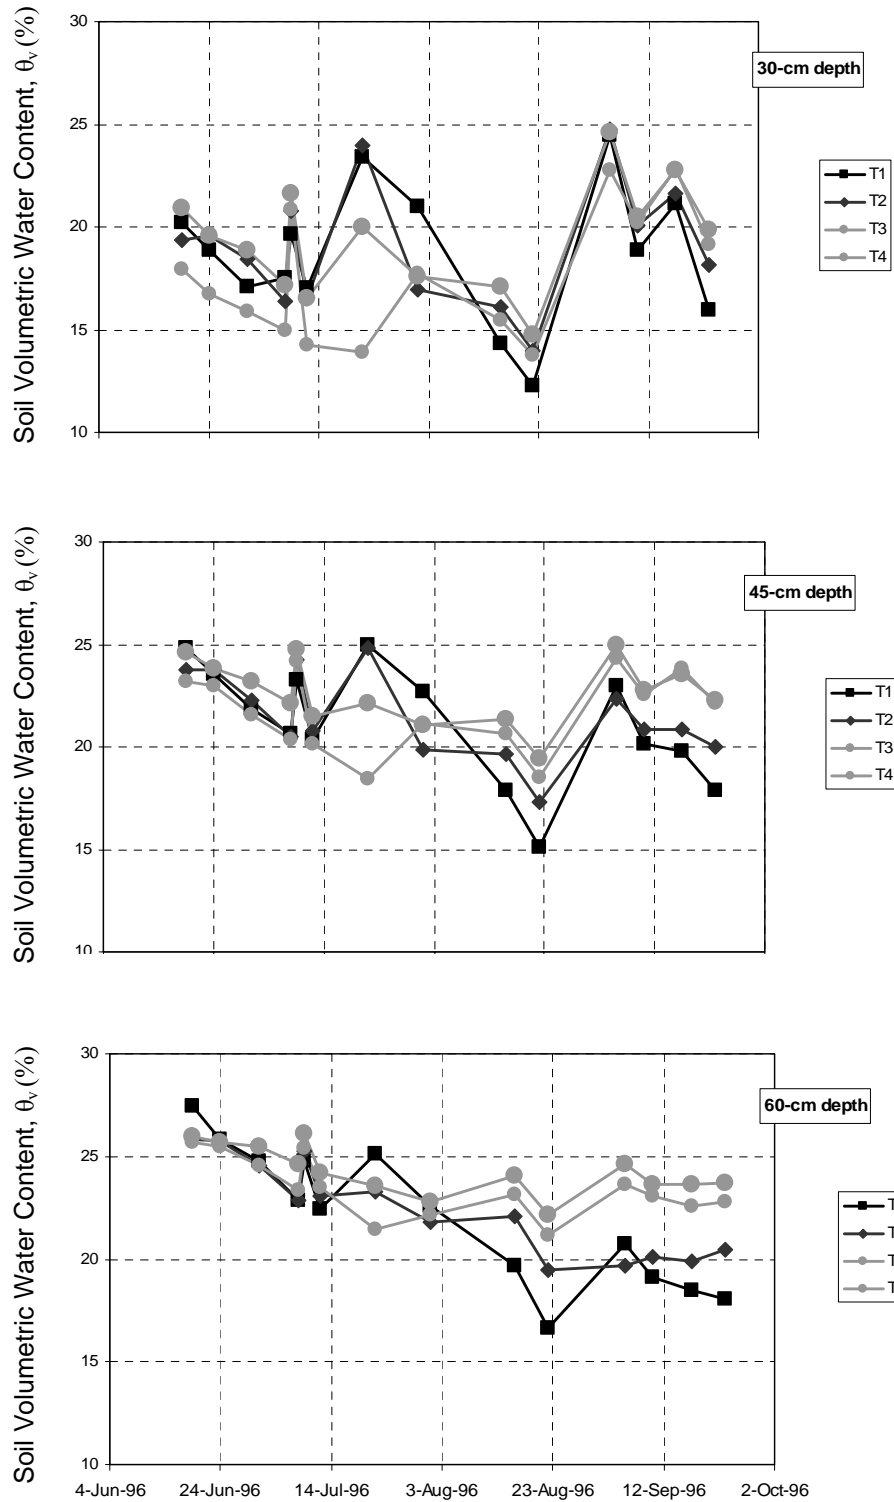 Soil Volumetric Water Content, θv (%)
30
25
20
15
10
30-cm depth
T1
T2
T3
T4
Soil Volumetric Water Content, θv (%)
30
25
20
15
10
45-cm depth
T1
T2
T3
T4
Soil Volumetric Water Content, θv (%)
30
25
20
15
10
60-cm depth
T
T
T
T
4-Jun-96 24-Jun-96 14-Jul-96 3-Aug-96 23-Aug-96 12-Sep-96 2-Oct-96